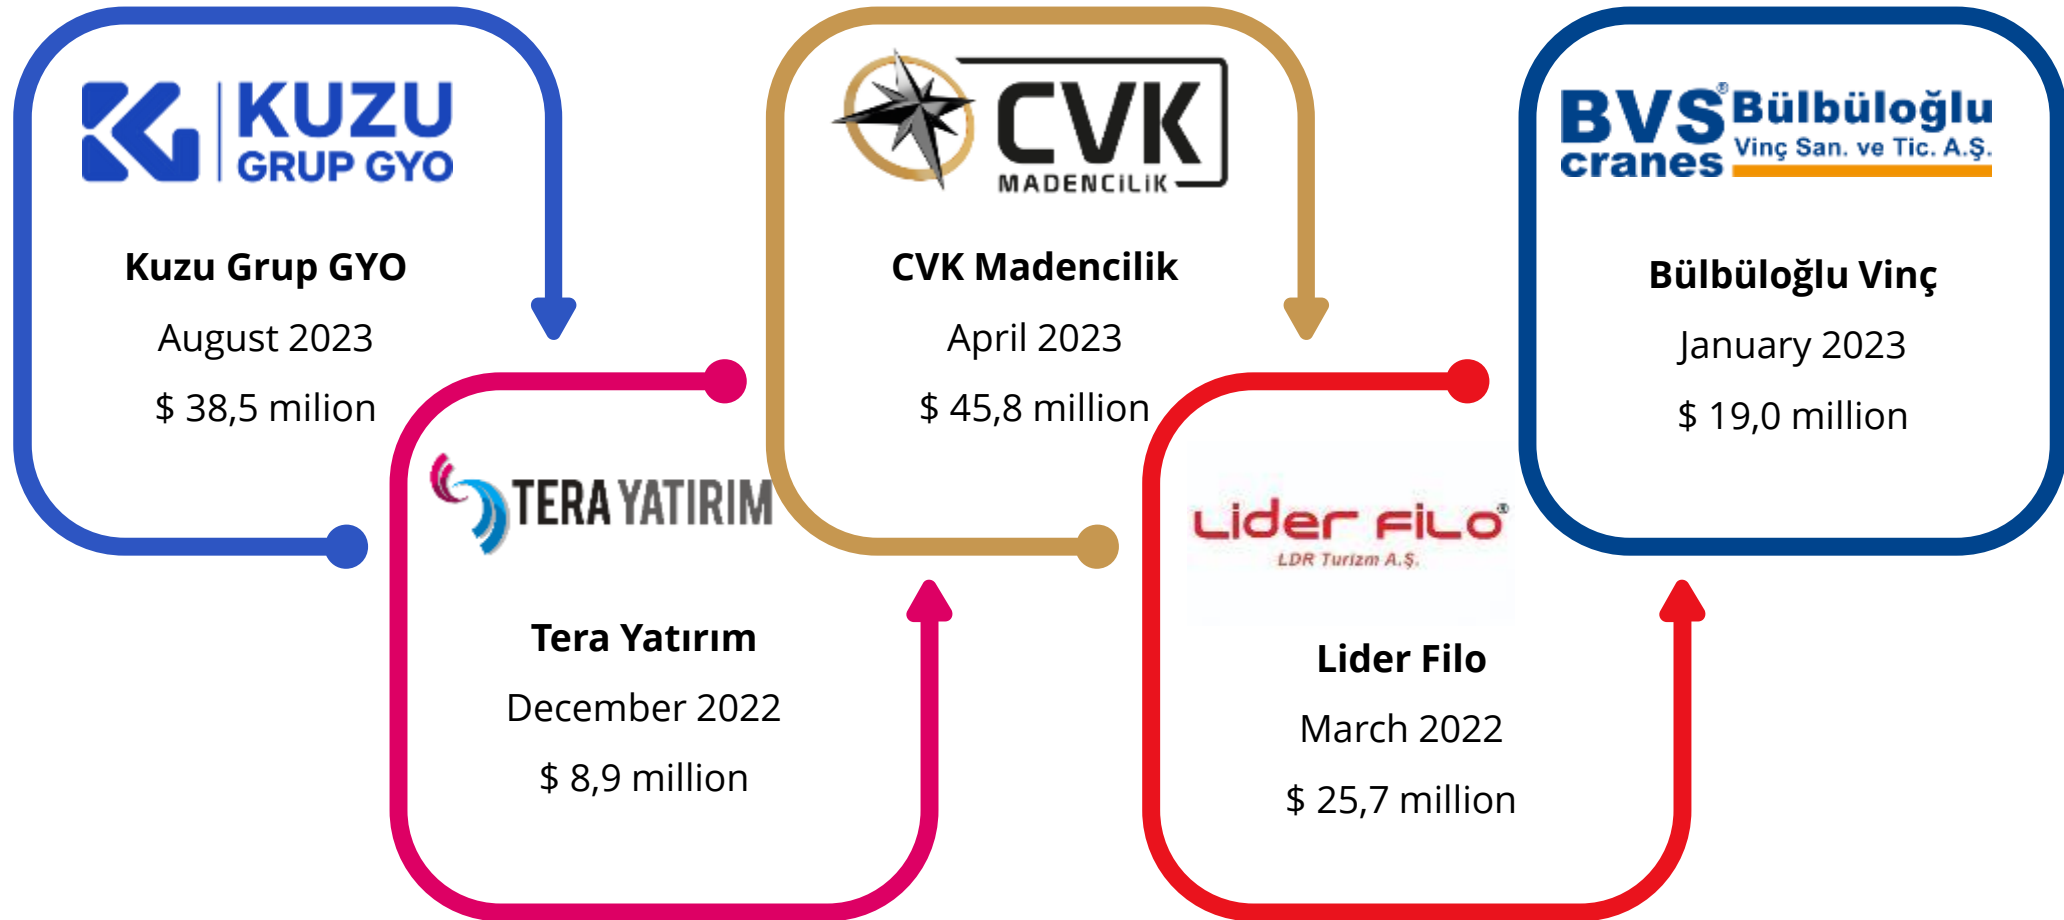 KUZU
GRUP GYO
Kuzu Grup GYO
August 2023
$ 38,5 milion
TERA YATIRIM
Tera Yatırım
December 2022
$ 8,9 million
CVK
MADENCİLİK
CVK Madencilik
April 2023
$ 45,8 million
Lider FiLo®
LDR Turizm A.Ş.
Lider Filo
March 2022
$ 25,7 million
BVS® Bülbüloğlu
cranes Vinç San. ve Tic. A.Ş.
Bülbüloğlu Vinç
January 2023
$ 19,0 million